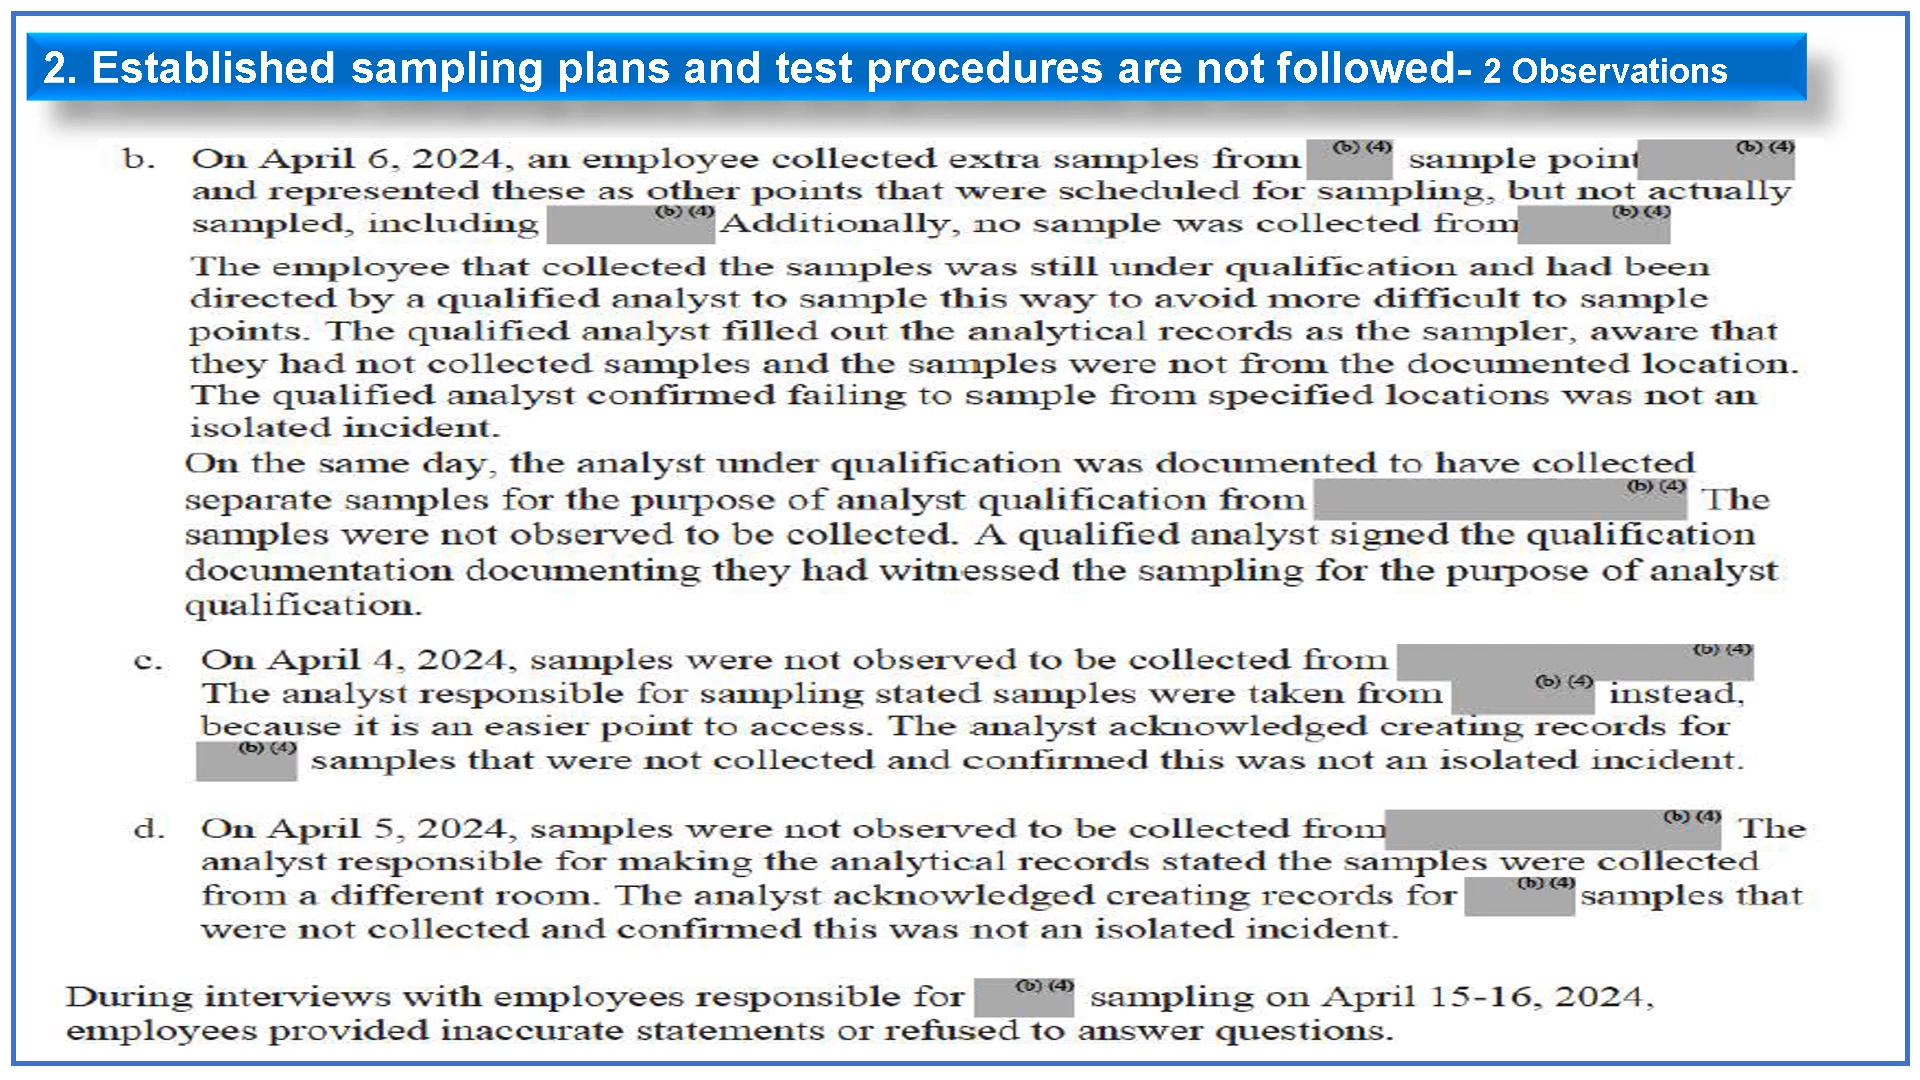 2. Established sampling plans and test procedures are not followed- 2 Observations
b. On April 6, 2024, an employee collected extra samples from (b) (4) sample point (b) (4)
and represented these as other points that were scheduled for sampling, but not actually
sampled, including (b) (4) Additionally, no sample was collected from (b) (4)
The employee that collected the samples was still under qualification and had been
directed by a qualified analyst to sample this way to avoid more difficult to sample
points. The qualified analyst filled out the analytical records as the sampler, aware that
they had not collected samples and the samples were not from the documented location.
The qualified analyst confirmed failing to sample from specified locations was not an
isolated incident.
On the same day, the analyst under qualification was documented to have collected
separate samples for the purpose of analyst qualification from (b) (4) The
samples were not observed to be collected. A qualified analyst signed the qualification
documentation documenting they had witnessed the sampling for the purpose of analyst
qualification.
c. On April 4, 2024, samples were not observed to be collected from (b) (4)
The analyst responsible for sampling stated samples were taken from (b) (4) instead,
because it is an easier point to access. The analyst acknowledged creating records for
(b) (4) samples that were not collected and confirmed this was not an isolated incident.
d. On April 5, 2024, samples were not observed to be collected from (b) (4) The
analyst responsible for making the analytical records stated the samples were collected
from a different room. The analyst acknowledged creating records for (b) (4) samples that
were not collected and confirmed this was not an isolated incident.
During interviews with employees responsible for (b) (4) sampling on April 15-16, 2024,
employees provided inaccurate statements or refused to answer questions.